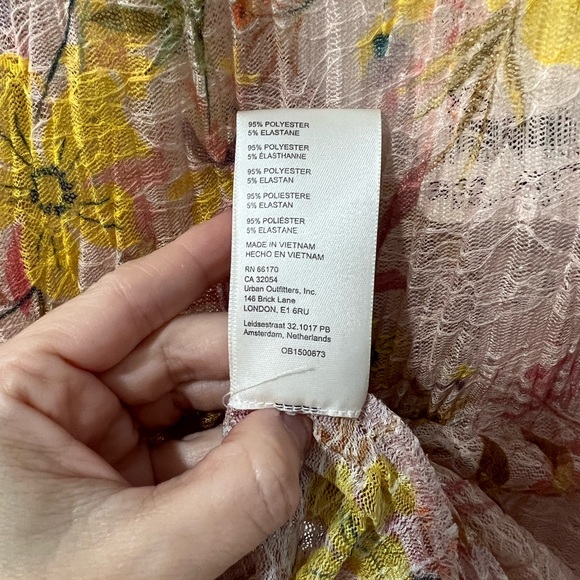 95% POLYESTER
5% ELASTANE
95% POLYESTER
5% ÉLASTHANNE
95% POLYESTER
5% ELASTAN
95% POLIESTERE
5% ELASTAN
95% POLIÉSTER
5% ELASTANE
MADE IN VIETNAM
HECHO EN VIETNAM
RN 66170
CA 32054
Urban Outfitters, Inc.
146 Brick Lane
LONDON, E1 6RU
Leidsestraat 32.1017 PB
Amsterdam, Netherlands
OB1500873